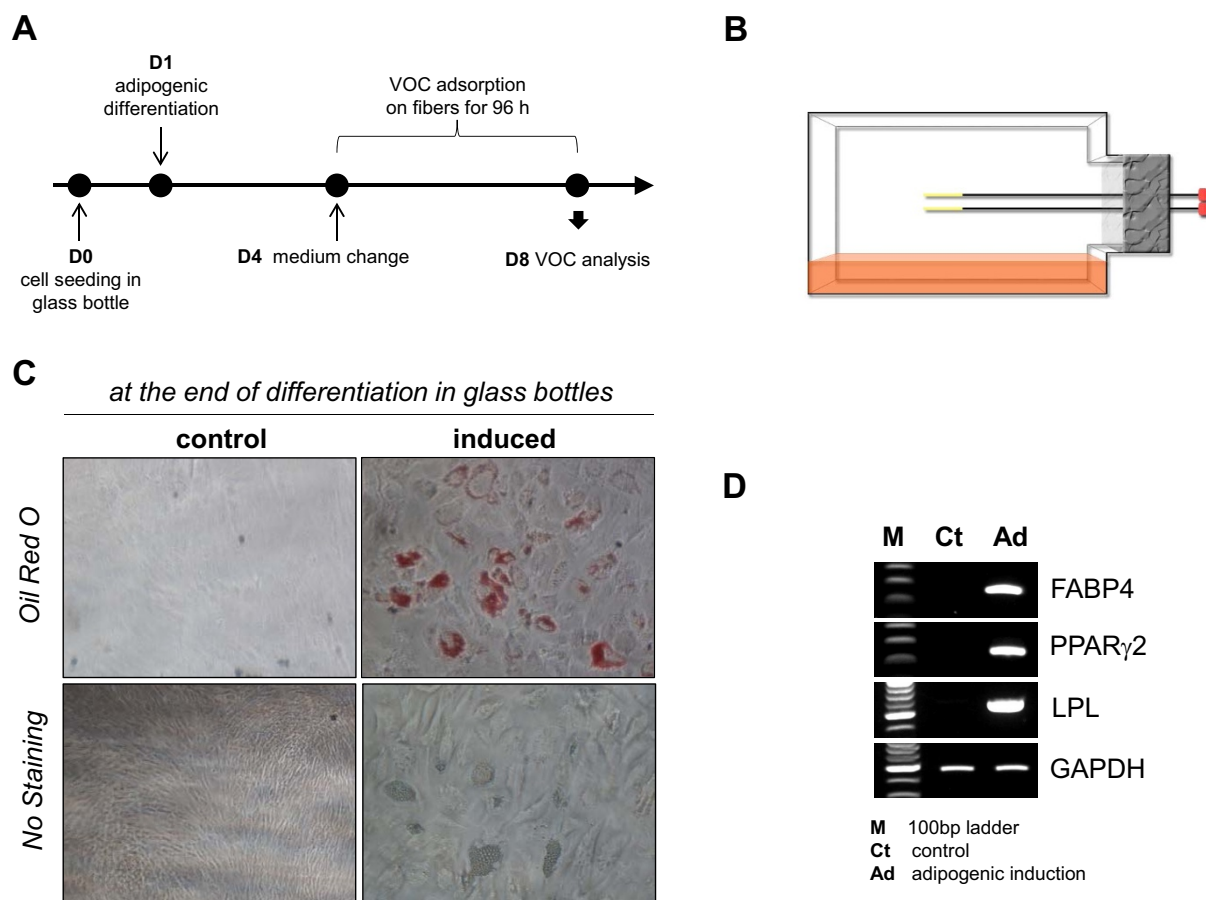 A
D1
adipogenic
differentiation
VOC adsorption
on fibers for 96 h
D0
cell seeding in
glass bottle
D4 medium change
D8 VOC analysis
B
C
at the end of differentiation in glass bottles
control
induced
Oil Red O
No Staining
D
M Ct Ad
FABP4
PPARγ2
LPL
GAPDH
M 100bp ladder
Ct control
Ad adipogenic induction